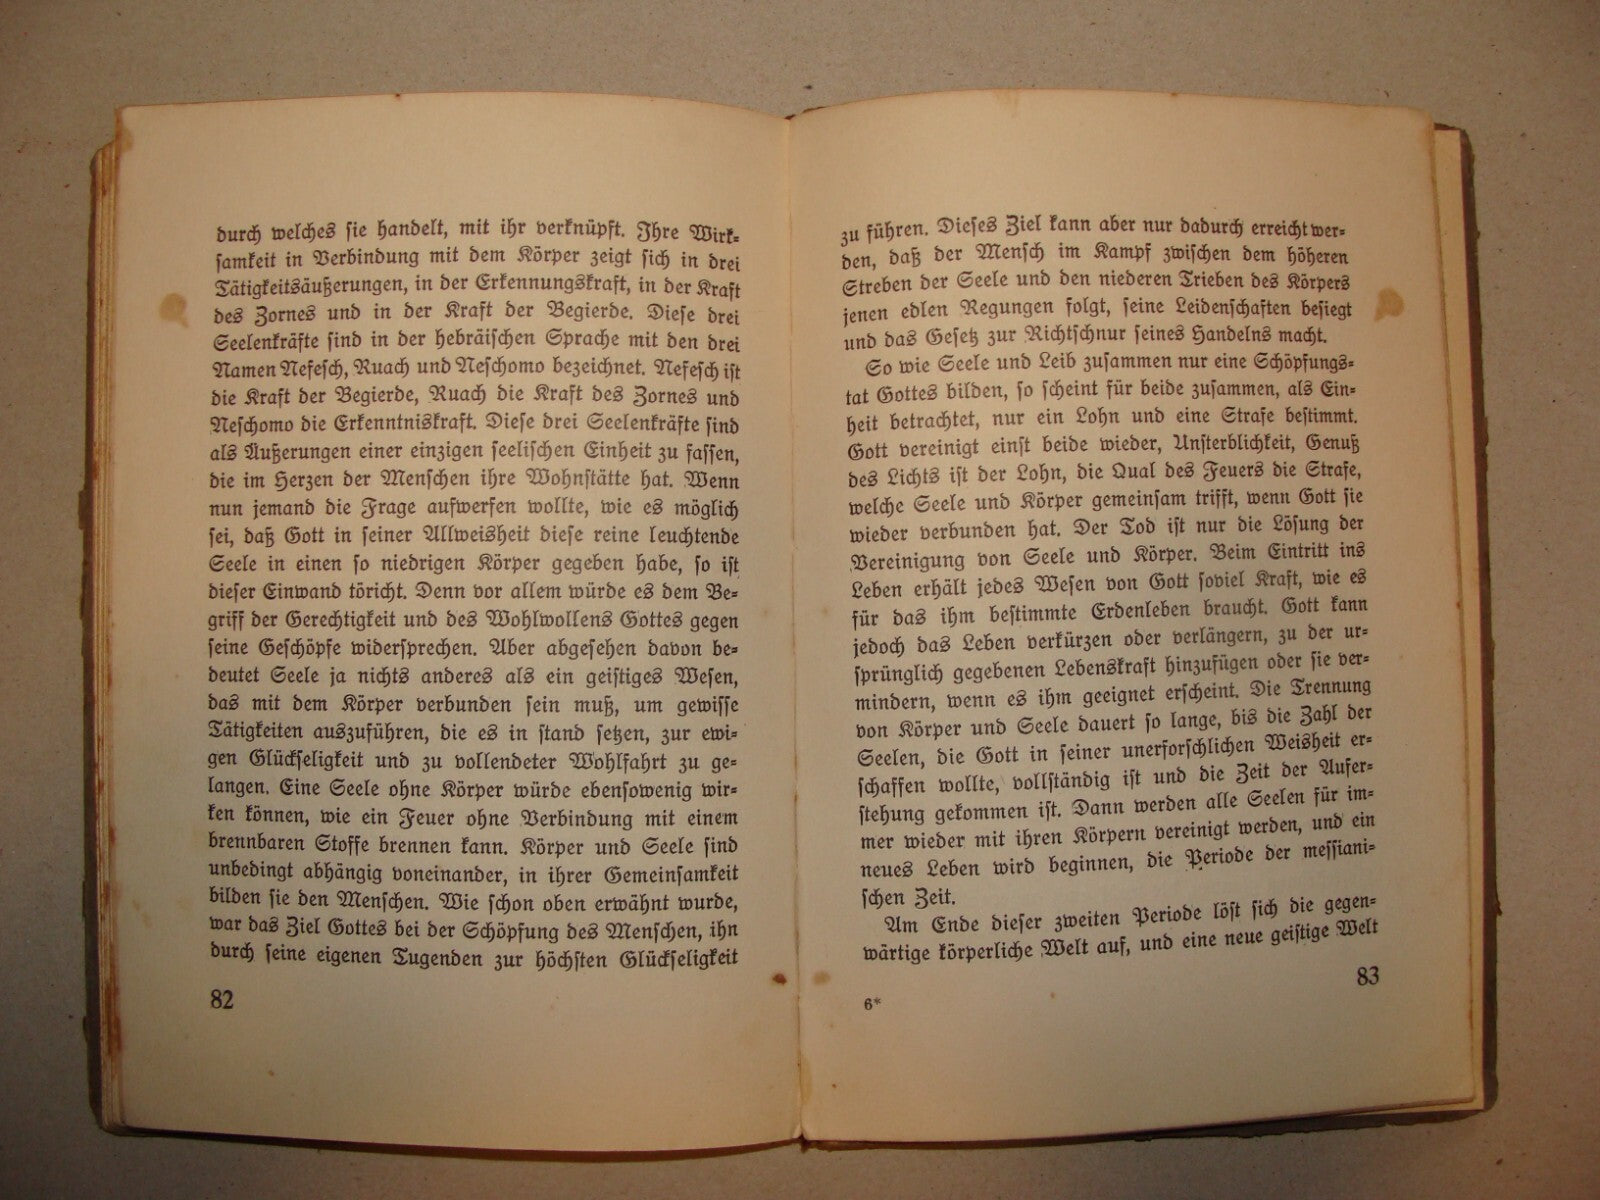 durch welches sie handelt, mit ihr verknüpft. Ihre Wirk-
samkeit in Verbindung mit dem Körper zeigt sich in drei
Tätigkeitsäußerungen, in der Erkennungskraft, in der Kraft
des Zornes und in der Kraft der Begierde. Diese drei
Seelenkräfte sind in der hebräischen Sprache mit den drei
Namen Nefesch, Ruach und Neschomo bezeichnet. Nefesch ist
die Kraft der Begierde, Ruach die Kraft des Zornes und
Neschomo die Erkenntniskraft. Diese drei Seelenkräfte sind
als Äußerungen einer einzigen seelischen Einheit zu fassen,
die im Herzen der Menschen ihre Wohnstätte hat. Wenn
nun jemand die Frage aufwerfen wollte, wie es möglich
sei, daß Gott in seiner Allweisheit diese reine leuchtende
Seele in einen so niedrigen Körper gegeben habe, so ist
dieser Einwand töricht. Denn vor allem würde es dem Be-
griff der Gerechtigkeit und des Wohlwollens Gottes gegen
seine Geschöpfe widersprechen. Aber abgesehen davon be-
deutet Seele ja nichts anderes als ein geistiges Wesen,
das mit dem Körper verbunden sein muß, um gewisse
Tätigkeiten auszuführen, die es in stand setzen, zur ewi-
gen Glückseligkeit und zu vollendeter Wohlfahrt zu ge-
langen. Eine Seele ohne Körper würde ebensowenig wir-
ken können, wie ein Feuer ohne Verbindung mit einem
brennbaren Stoffe brennen kann. Körper und Seele sind
unbedingt abhängig voneinander, in ihrer Gemeinsamkeit
bilden sie den Menschen. Wie schon oben erwähnt wurde,
war das Ziel Gottes bei der Schöpfung des Menschen, ihn
durch seine eigenen Tugenden zur höchsten Glückseligkeit
82
zu führen. Dieses Ziel kann aber nur dadurch erreicht wer-
den, daß der Mensch im Kampf zwischen dem höheren
Streben der Seele und den niederen Trieben des Körpers
jenen edlen Regungen folgt, seine Leidenschaften besiegt
und das Gesetz zur Richtschnur seines Handelns macht.
So wie Seele und Leib zusammen nur eine Schöpfungs-
tat Gottes bilden, so scheint für beide zusammen, als Ein-
heit betrachtet, nur ein Lohn und eine Strafe bestimmt.
Gott vereinigt einst beide wieder, Unsterblichkeit, Genuß
des Lichts ist der Lohn, die Qual des Feuers die Strafe,
welche Seele und Körper gemeinsam trifft, wenn Gott sie
wieder verbunden hat. Der Tod ist nur die Lösung der
Vereinigung von Seele und Körper. Beim Eintritt ins
Leben erhält jedes Wesen von Gott soviel Kraft, wie es
für das ihm bestimmte Erdenleben braucht. Gott kann
jedoch das Leben verkürzen oder verlängern, zu der ur-
sprünglich gegebenen Lebenskraft hinzufügen oder sie ver-
mindern, wenn es ihm geeignet erscheint. Die Trennung
von Körper und Seele dauert so lange, bis die Zahl der
Seelen, die Gott in seiner unerforschlichen Weisheit er-
schaffen wollte, vollständig ist und die Zeit der Aufer-
stehung gekommen ist. Dann werden alle Seelen für im-
mer wieder mit ihren Körpern vereinigt werden, und ein
neues Leben wird beginnen, die Periode der messiani-
schen Zeit.
Am Ende dieser zweiten Periode löst sich die gegen-
wärtige körperliche Welt auf, und eine neue geistige Welt
6*
83